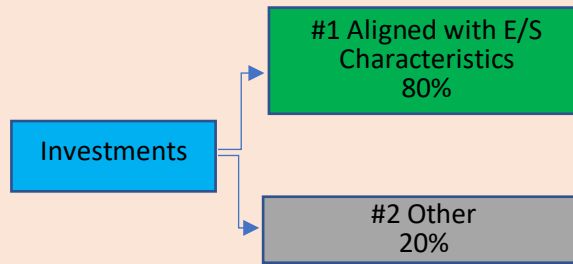 #1 Aligned with E/S
Characteristics
80%
Investments
#2 Other
20%